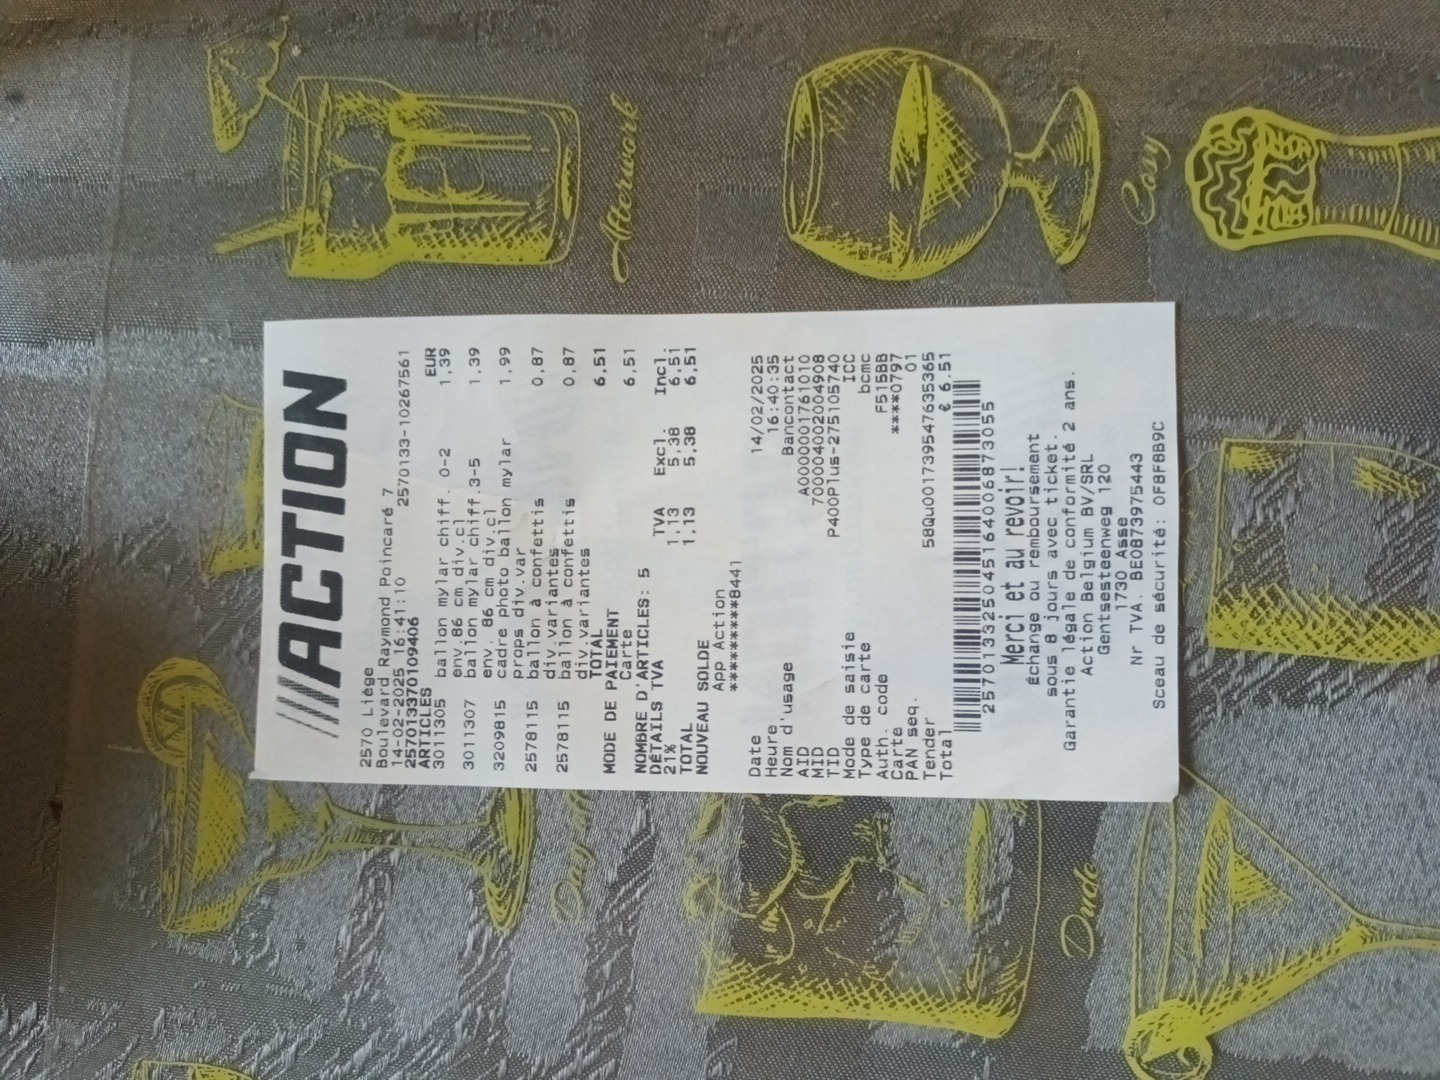 ///ACTION
2570 Liège
Boulevard Raymond Poincaré 7
14-02-2025 16:41:10 2570133-10267561
2570133701094​06
ARTICLES EUR
3011305 ballon mylar chiff. 0-2 1,39
env.86 cm div.cl
3011307 ballon mylar chiff.3-5 1,39
env. 86 cm div.cl
3209815 cadre photo ballon mylar 1,99
props div.var
2578115 ballon à confettis 0,87
div.variantes
2578115 ballon à confettis 0,87
div.variantes
TOTAL 6,51
MODE DE PAIEMENT
Carte 6,51
NOMBRE D'ARTICLES: 5
DÉTAILS TVA TVA Excl. Incl.
21% 1,13 5,38 6,51
TOTAL 1,13 5,38 6,51
NOUVEAU SOLDE
App Action
*********8441
Date 14/02/2025
Heure 16:40:35
Nom d'usage Bancontact
AID A0000001761010
MID 700004002004908
TID P400Plus-275105740
Mode de saisie ICC
Type de carte bcmc
Auth. code F515BB
Carte ****0797
PAN seq. 01
Tender 58Qu001739547635365
Total € 6.51
2570133250451640068​73055
Merci et au revoir!
Échange ou remboursement
sous 8 jours avec ticket.
Garantie légale de conformité 2 ans.
Action Belgium BV/SRL
Gentsesteenweg 120
1730 Asse
Nr TVA. BE0873975443
Sceau de sécurité: 0F8F8B9C
Afterwork
Cosy
Dude